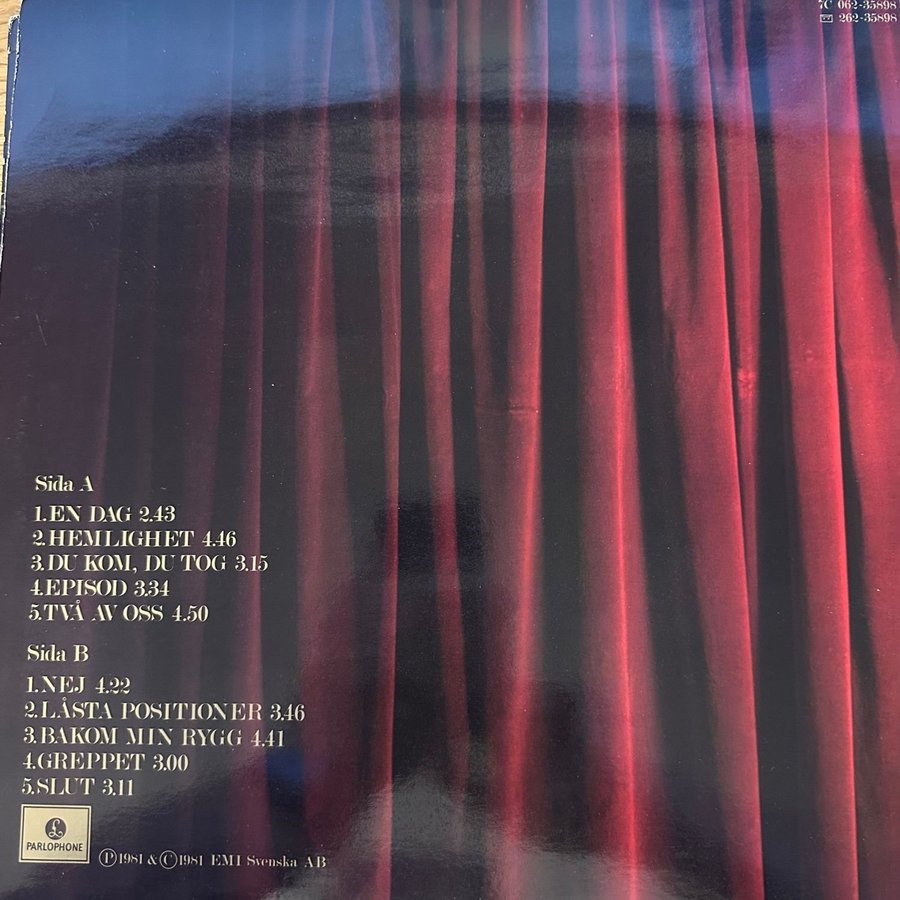 7C 062-35898
262-35898
Sida A
1.EN DAG 2.43
2.HEMLIGHET 4.46
3.DU KOM, DU TOG 3.15
4.EPISOD 3.34
5.TVÅ AV OSS 4.50
Sida B
1.NEJ 4.22
2.LÅSTA POSITIONER 3.46
3.BAKOM MIN RYGG 4.41
4.GREPPET 3.00
5.SLUT 3.11
£
PARLOPHONE
Ⓟ1981 & ©1981 EMI Svenska AB